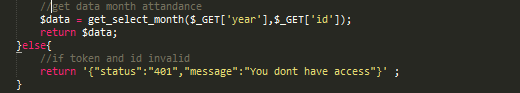 //get data month attandance
$data = get_select_month($_GET['year'],$_GET['id']);
return $data;
}else{
//if token and id invalid
return '{"status":"401","message":"You dont have access"}' ;
}